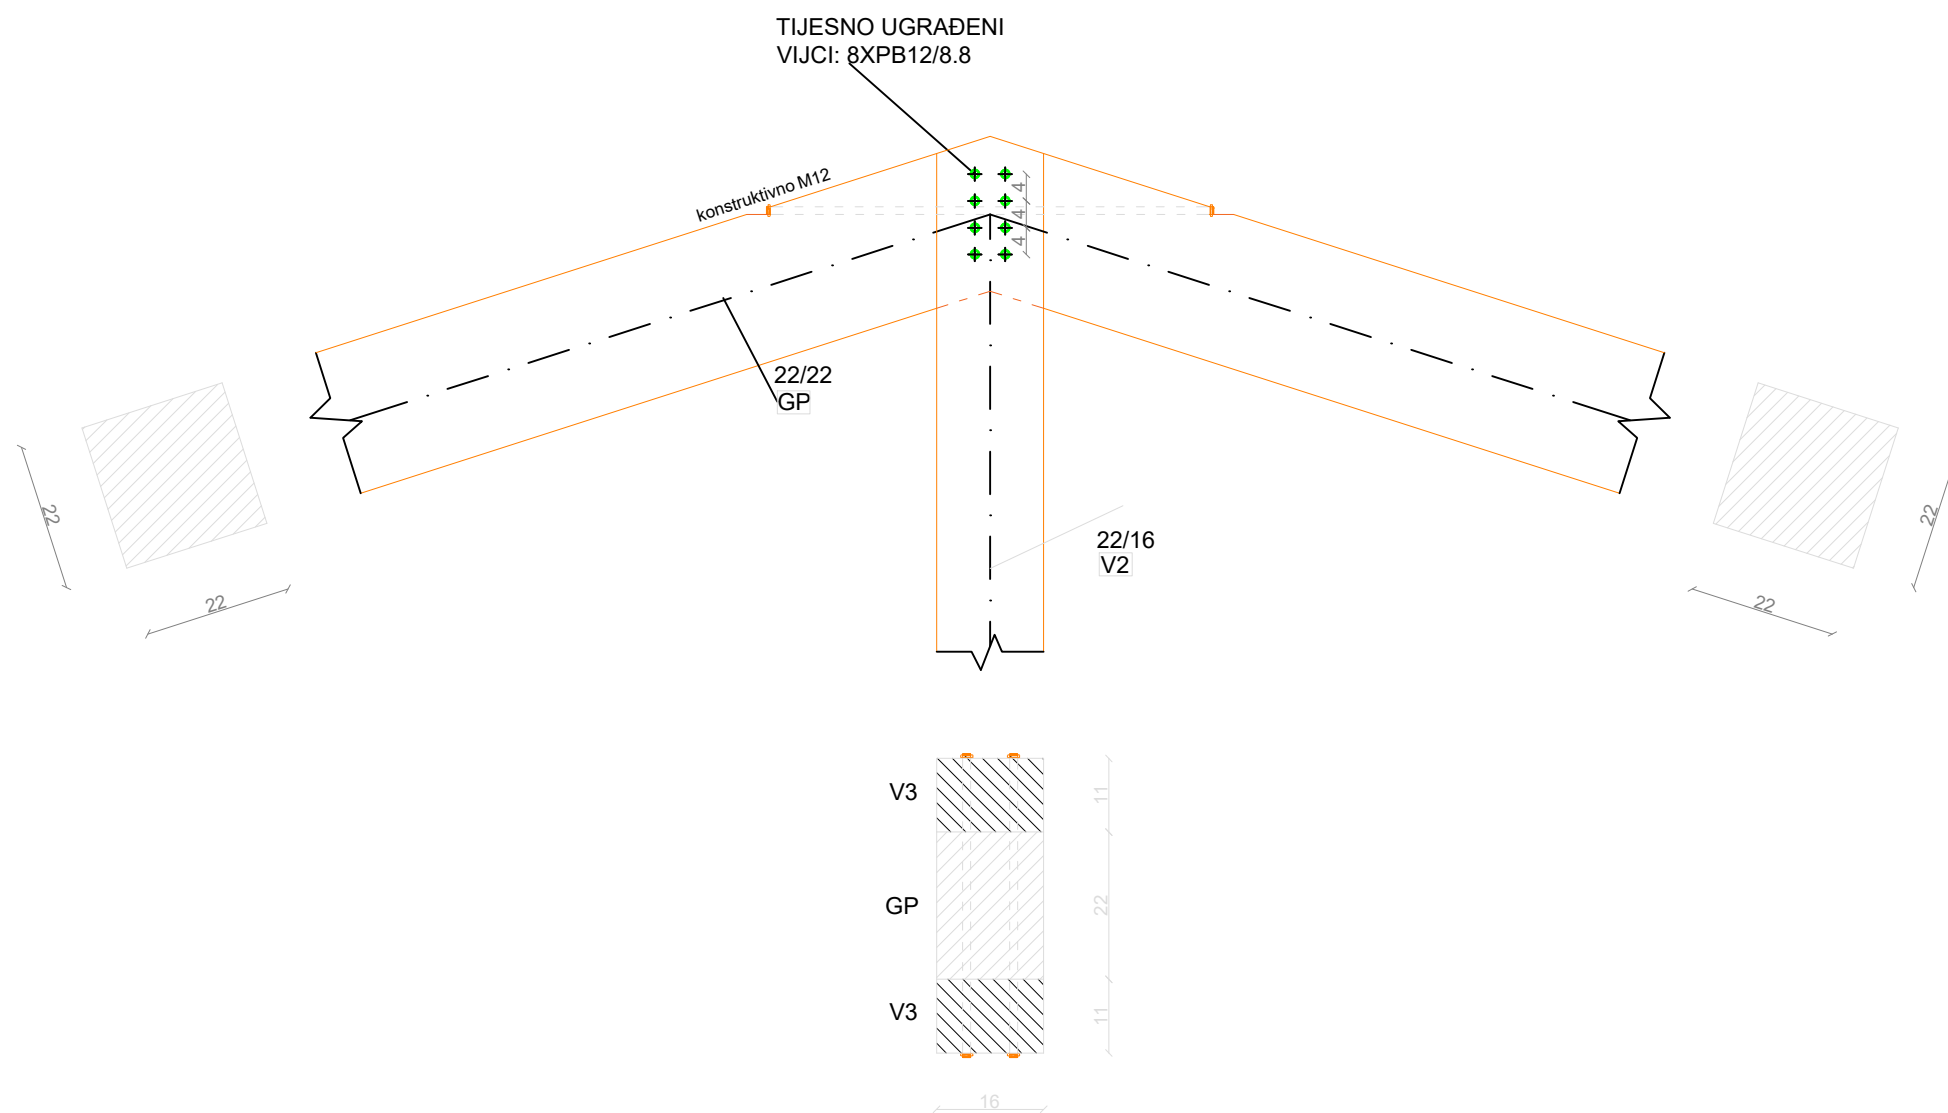 TIJESNO UGRAĐENI
VIJCI: 8XPB12/8.8
konstruktivno M12
4
4
4
22/22
GP
22
22
22/16
V2
22
22
V3
11
GP
22
V3
11
16